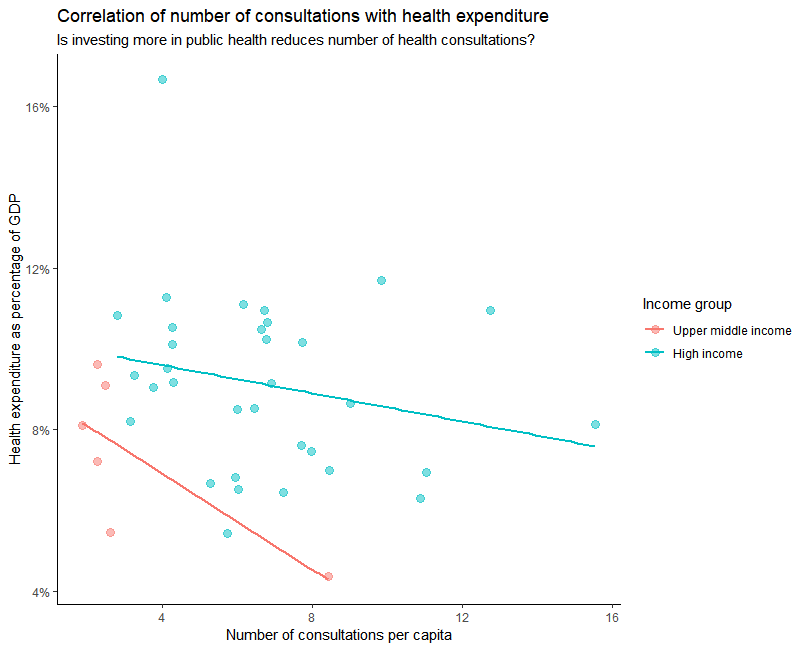 Correlation of number of consultations with health expenditure
Is investing more in public health reduces number of health consultations?
Health expenditure as percentage of GDP
16%
12%
8%
4%
4 8 12 16
Number of consultations per capita
Income group
Upper middle income
High income